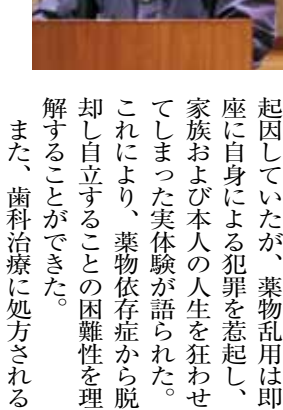 起因していたが、薬物乱用は即
座に自身による犯罪を惹起し、
家族および本人の人生を狂わせ
てしまった実体験が語られた。
これにより、薬物依存症から脱
却し自立することの困難性を理
解することができた。
また、歯科治療に処方される